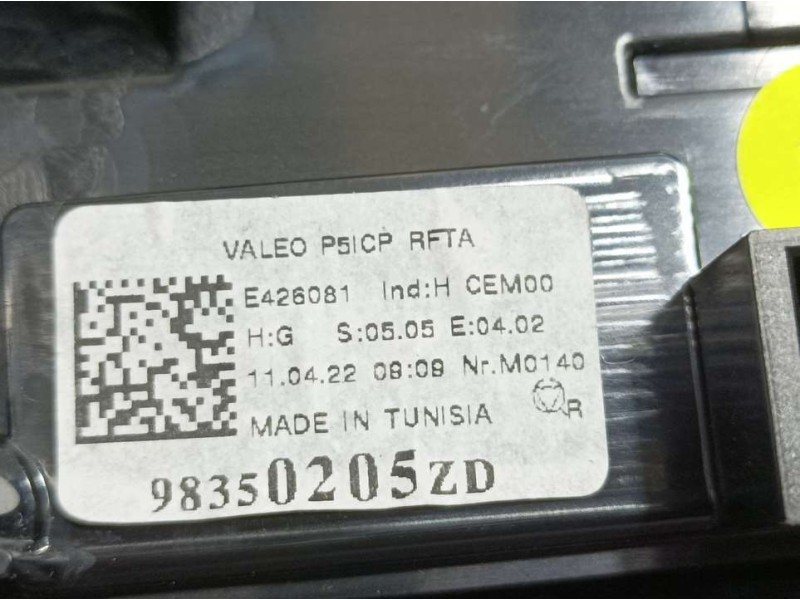 VALEO P5ICP RFTA
E426081 Ind:H CEM00
H:G S:05.05 E:04.02
11.04.22 09:09 Nr.M0140
R
MADE IN TUNISIA
98350205ZD